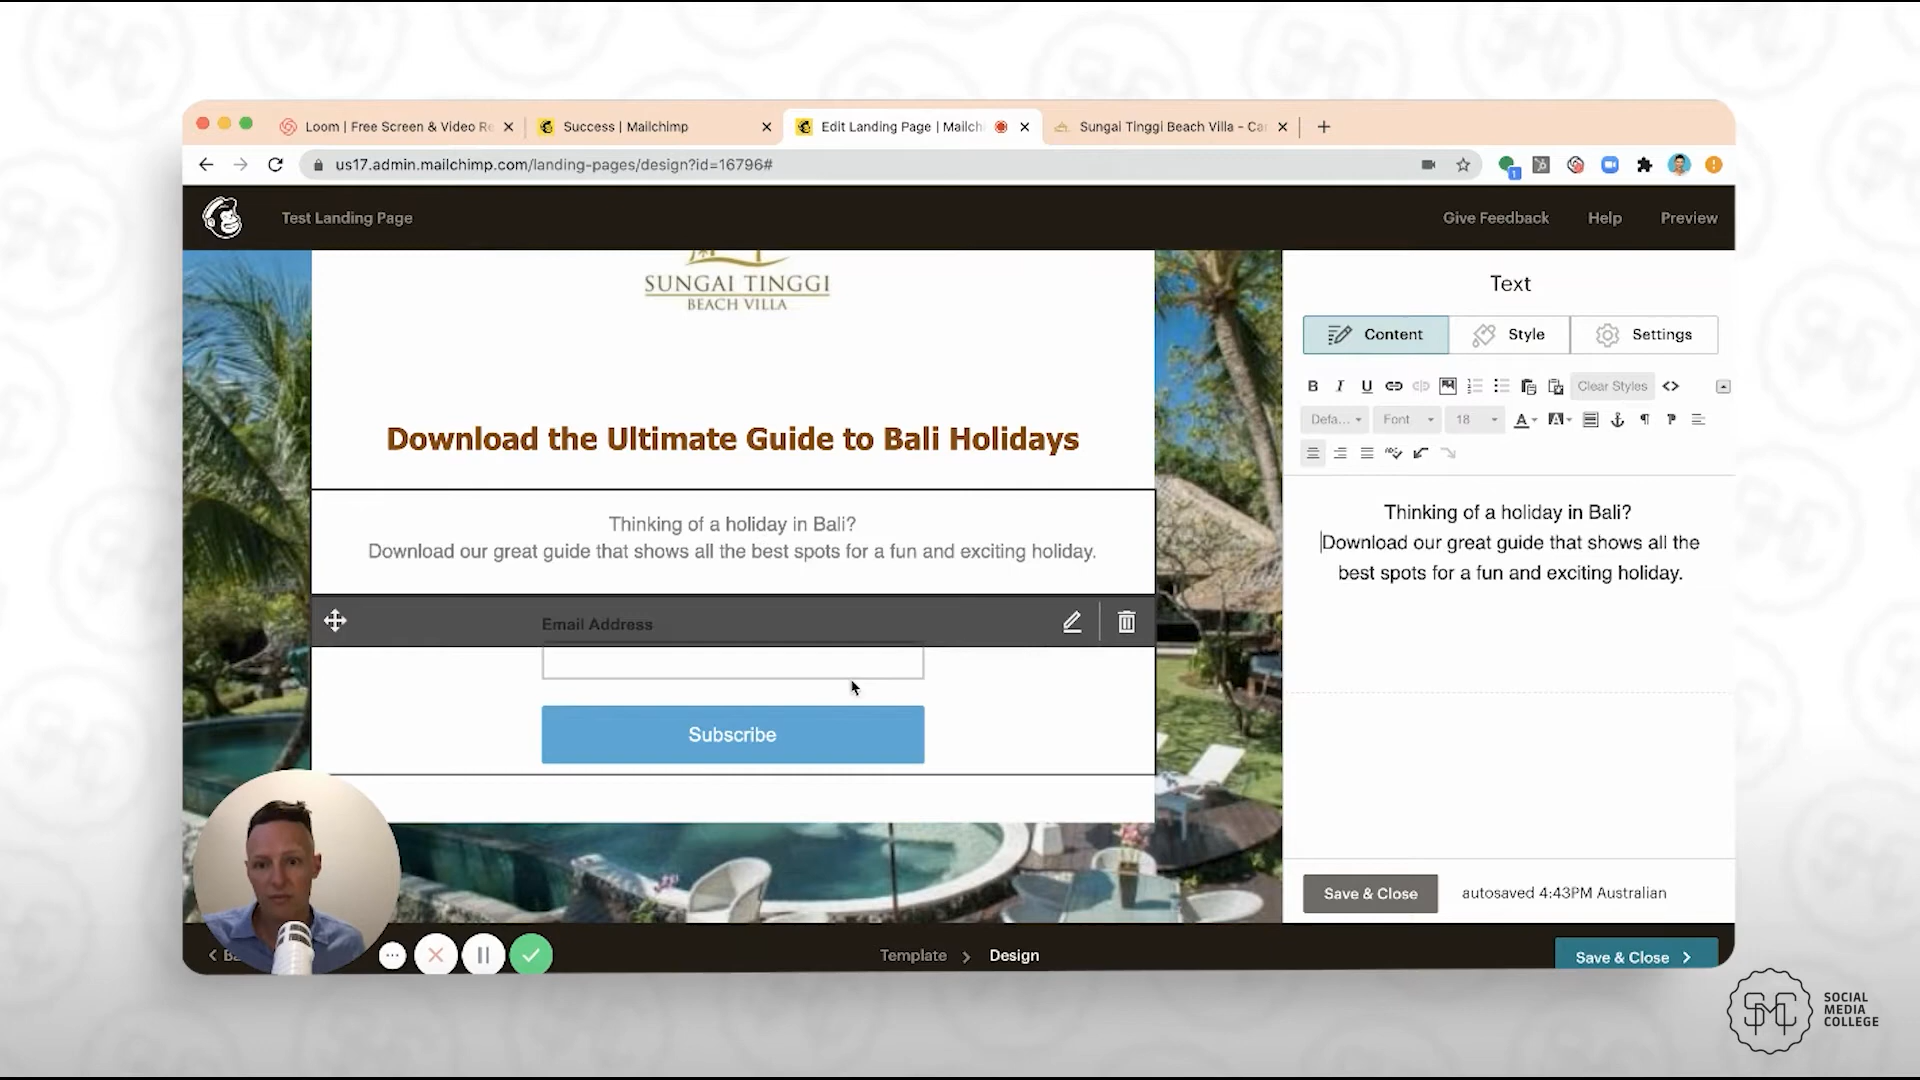 Loom | Free Screen & Video Re
Success | Mailchimp
Edit Landing Page | Mailch
Sungai Tinggi Beach Villa - Ca
us17.admin.mailchimp.com/landing-pages/design?id=16796#
1
Test Landing Page
Give Feedback
Help
Preview
SUNGAI TINGGI
BEACH VILLA
Download the Ultimate Guide to Bali Holidays
Thinking of a holiday in Bali?
Download our great guide that shows all the best spots for a fun and exciting holiday.
Email Address
Subscribe
Text
Content
Style
Settings
B I U
Clear Styles
Defa...
Font
18
Thinking of a holiday in Bali?
Download our great guide that shows all the
best spots for a fun and exciting holiday.
Save & Close
autosaved 4:43PM Australian
Template
Design
Save & Close
SMC
SOCIAL
MEDIA
COLLEGE